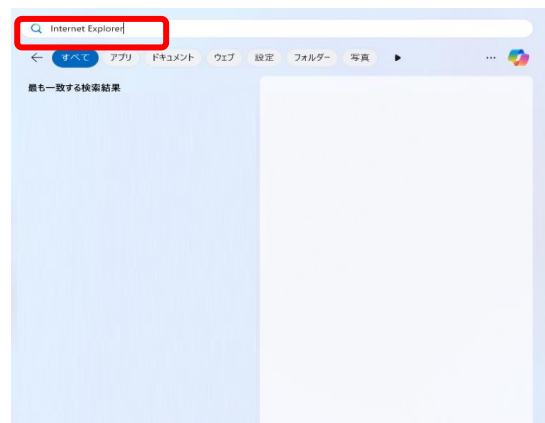 Internet Explorer
すべて アプリ ドキュメント ウェブ 設定 フォルダー 写真
最も一致する検索結果